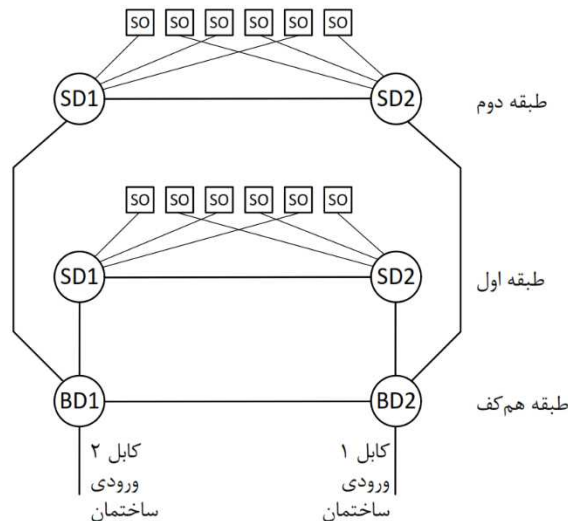 SO SO SO SO SO SO
SD1 SD2 طبقه دوم
SO SO SO SO SO SO
SD1 SD2 طبقه اول
BD1 BD2 طبقه هم‌کف
کابل ۱
ورودی
ساختمان
کابل ۲
ورودی
ساختمان